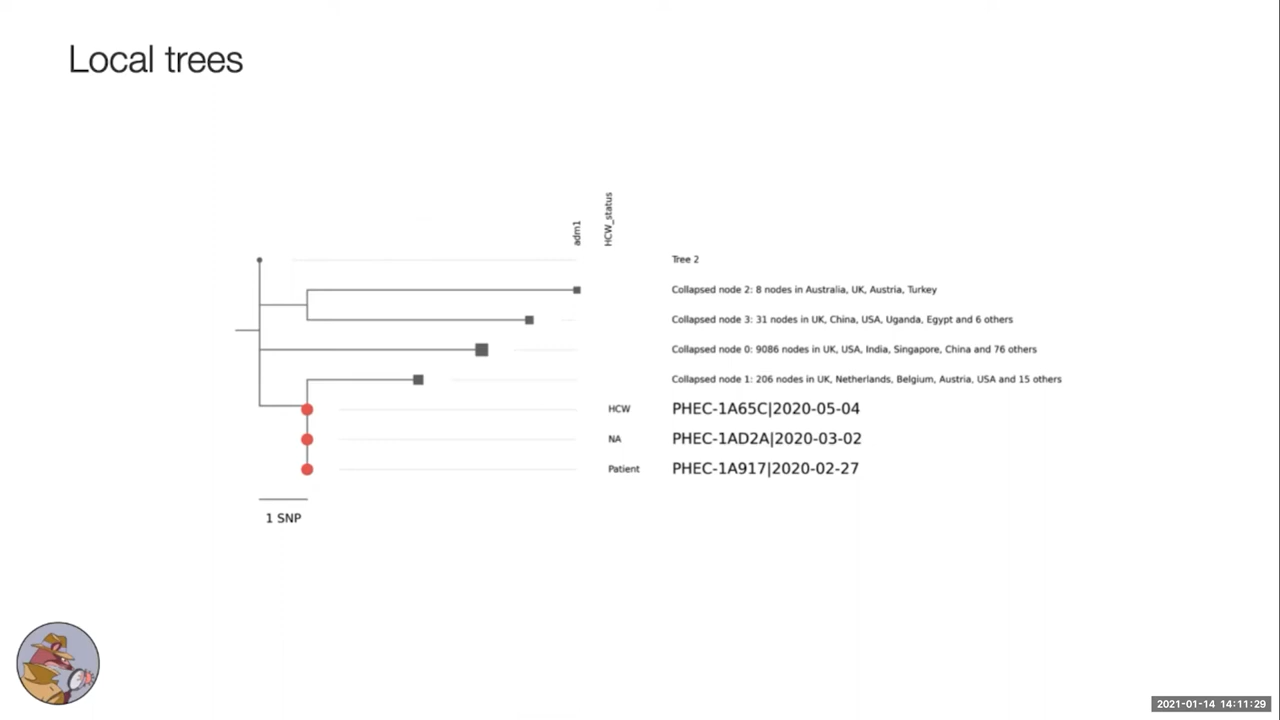 Local trees
adm1
HCW_status
Tree 2
Collapsed node 2: 8 nodes in Australia, UK, Austria, Turkey
Collapsed node 3: 31 nodes in UK, China, USA, Uganda, Egypt and 6 others
Collapsed node 0: 9086 nodes in UK, USA, India, Singapore, China and 76 others
Collapsed node 1: 206 nodes in UK, Netherlands, Belgium, Austria, USA and 15 others
HCW PHEC-1A65C|2020-05-04
NA PHEC-1AD2A|2020-03-02
Patient PHEC-1A917|2020-02-27
1 SNP
2021-01-14 14:11:29